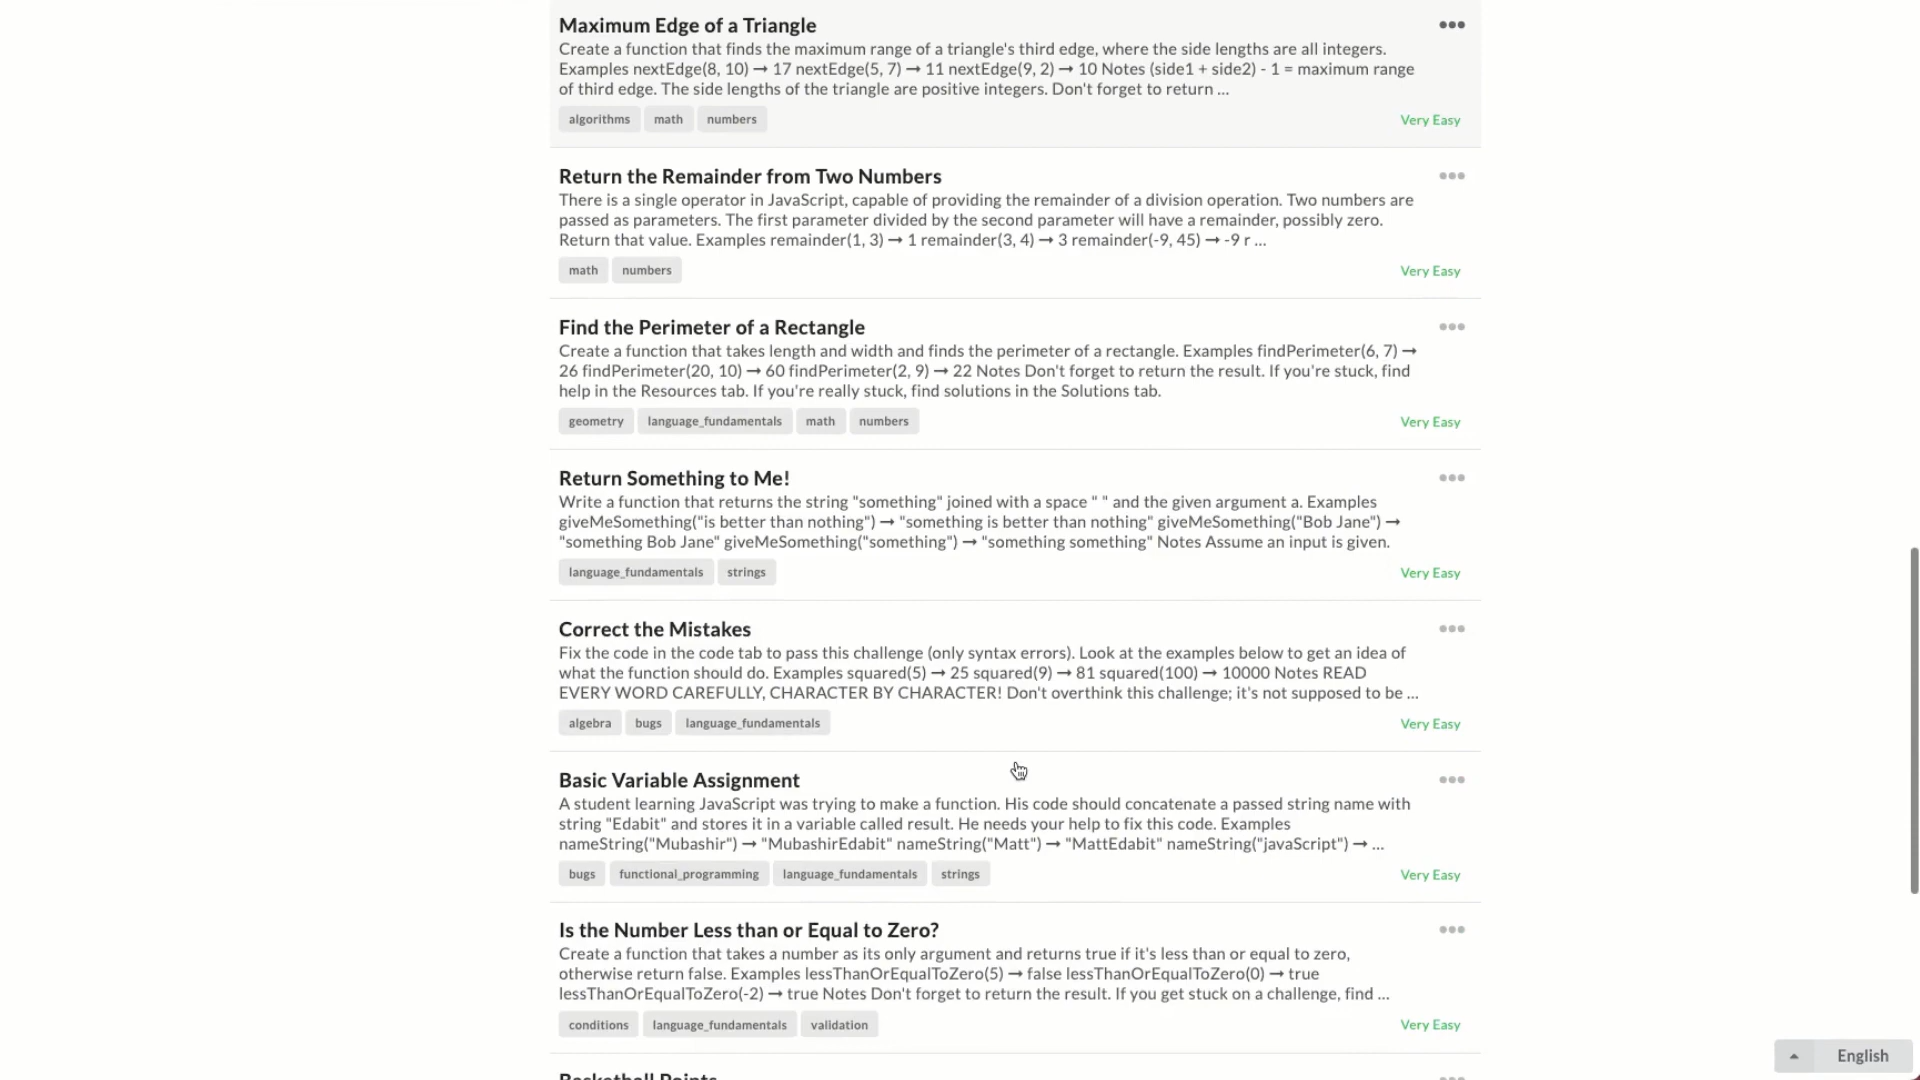 Maximum Edge of a Triangle
Create a function that finds the maximum range of a triangle's third edge, where the side lengths are all integers.
Examples nextEdge(8, 10) ➞ 17 nextEdge(5, 7) ➞ 11 nextEdge(9, 2) ➞ 10 Notes (side1 + side2) - 1 = maximum range
of third edge. The side lengths of the triangle are positive integers. Don't forget to return ...
algorithms math numbers
Very Easy
Return the Remainder from Two Numbers
There is a single operator in JavaScript, capable of providing the remainder of a division operation. Two numbers are
passed as parameters. The first parameter divided by the second parameter will have a remainder, possibly zero.
Return that value. Examples remainder(1, 3) ➞ 1 remainder(3, 4) ➞ 3 remainder(-9, 45) ➞ -9 r ...
math numbers
Very Easy
Find the Perimeter of a Rectangle
Create a function that takes length and width and finds the perimeter of a rectangle. Examples findPerimeter(6, 7) ➞
26 findPerimeter(20, 10) ➞ 60 findPerimeter(2, 9) ➞ 22 Notes Don't forget to return the result. If you're stuck, find
help in the Resources tab. If you're really stuck, find solutions in the Solutions tab.
geometry language_fundamentals math numbers
Very Easy
Return Something to Me!
Write a function that returns the string "something" joined with a space " " and the given argument a. Examples
giveMeSomething("is better than nothing") ➞ "something is better than nothing" giveMeSomething("Bob Jane") ➞
"something Bob Jane" giveMeSomething("something") ➞ "something something" Notes Assume an input is given.
language_fundamentals strings
Very Easy
Correct the Mistakes
Fix the code in the code tab to pass this challenge (only syntax errors). Look at the examples below to get an idea of
what the function should do. Examples squared(5) ➞ 25 squared(9) ➞ 81 squared(100) ➞ 10000 Notes READ
EVERY WORD CAREFULLY, CHARACTER BY CHARACTER! Don't overthink this challenge; it's not supposed to be ...
algebra bugs language_fundamentals
Very Easy
Basic Variable Assignment
A student learning JavaScript was trying to make a function. His code should concatenate a passed string name with
string "Edabit" and stores it in a variable called result. He needs your help to fix this code. Examples
nameString("Mubashir") ➞ "MubashirEdabit" nameString("Matt") ➞ "MattEdabit" nameString("javaScript") ➞ ...
bugs functional_programming language_fundamentals strings
Very Easy
Is the Number Less than or Equal to Zero?
Create a function that takes a number as its only argument and returns true if it's less than or equal to zero,
otherwise return false. Examples lessThanOrEqualToZero(5) ➞ false lessThanOrEqualToZero(0) ➞ true
lessThanOrEqualToZero(-2) ➞ true Notes Don't forget to return the result. If you get stuck on a challenge, find ...
conditions language_fundamentals validation
Very Easy
Basketball Points
English